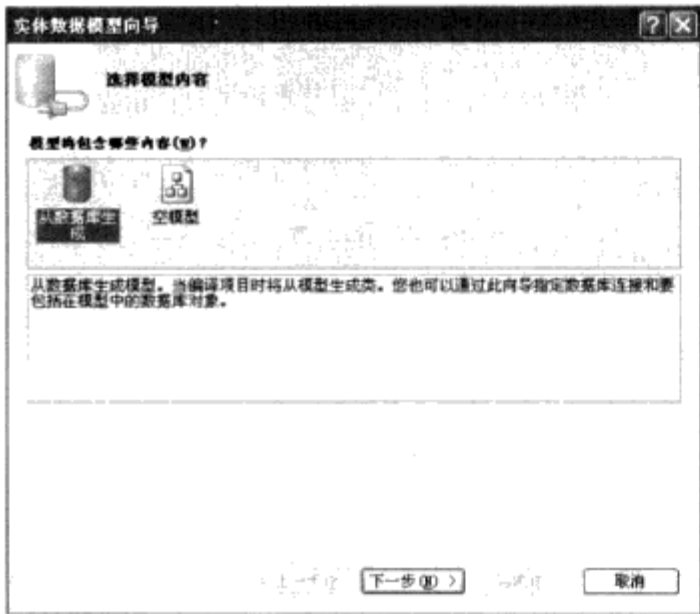 实体数据模型向导
选择模型内容
模型将包含哪些内容(W)?
从数据库生
成
空模型
从数据库生成模型。当编译项目时将从模型生成类。您也可以通过此向导指定数据库连接和要
包括在模型中的数据库对象。
下一步(N) >
取消